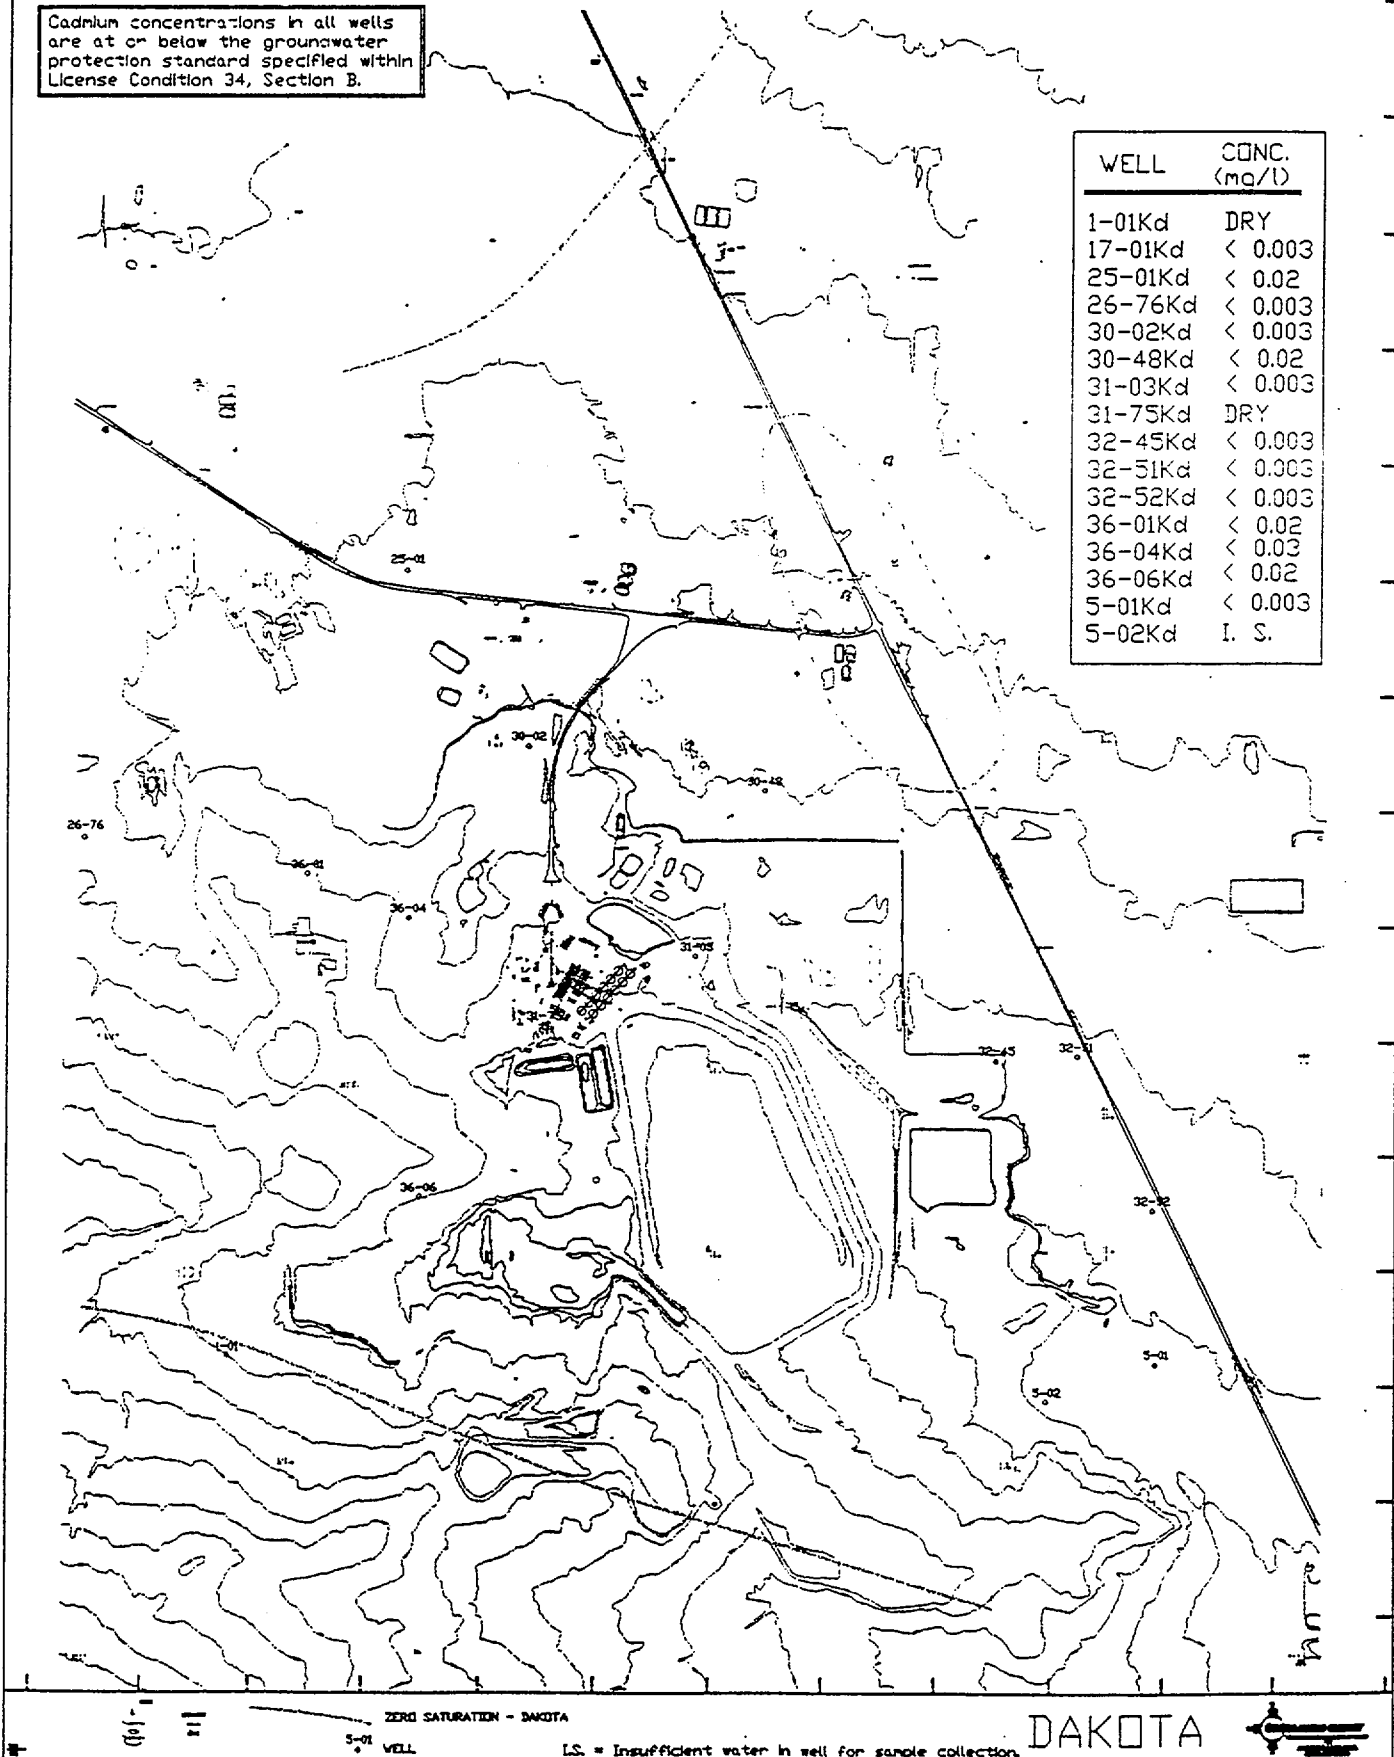 Cadmium concentrations in all wells
are at or below the groundwater
protection standard specified within
License Condition 34, Section B.
WELL CONC. (mg/l)
1-01Kd DRY
17-01Kd < 0.003
25-01Kd < 0.02
26-76Kd < 0.003
30-02Kd < 0.003
30-48Kd < 0.02
31-03Kd < 0.003
31-75Kd DRY
32-45Kd < 0.003
32-51Kd < 0.003
32-52Kd < 0.003
36-01Kd < 0.02
36-04Kd < 0.03
36-06Kd < 0.02
5-01Kd < 0.003
5-02Kd I. S.
25-01
30-02
30-48
26-76
36-01
36-04
31-03
32-45
32-51
36-06
32-52
1-01
5-01
5-02
ZERO SATURATION - DAKOTA
5-01 WELL
I.S. = Insufficient water in well for sample collection.
DAKOTA